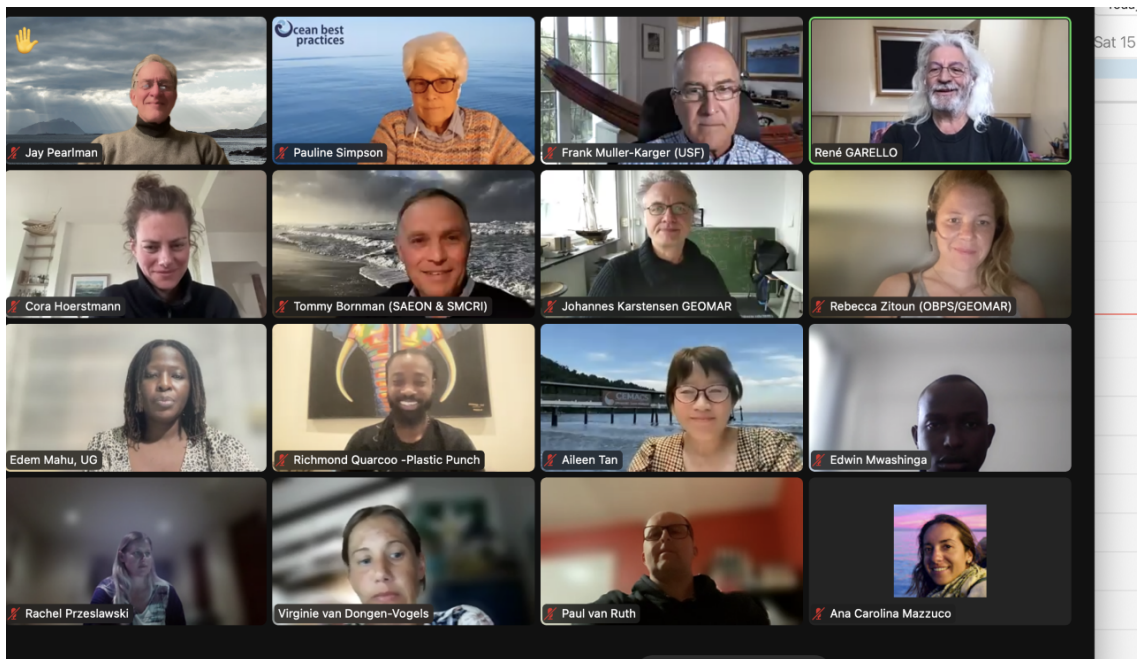 Ocean best
practices
Jay Pearlman
Pauline Simpson
Frank Muller-Karger (USF)
René GARELLO
Sat 15
Cora Hoerstmann
Tommy Bornman (SAEON & SMCRI)
Johannes Karstensen GEOMAR
Rebecca Zitoun (OBPS/GEOMAR)
CEMACS
Edem Mahu, UG
Richmond Quarcoo -Plastic Punch
Aileen Tan
Edwin Mwashinga
Rachel Przeslawski
Virginie van Dongen-Vogels
Paul van Ruth
Ana Carolina Mazzuco